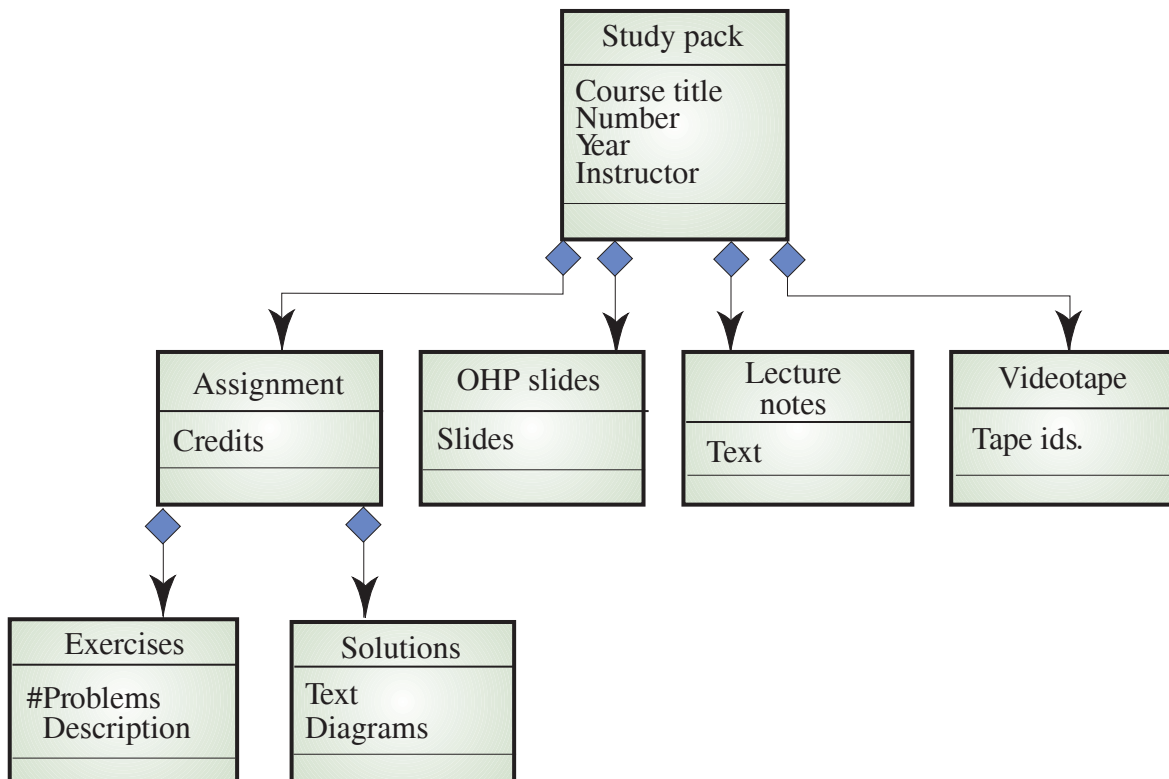 Study pack
Course title
Number
Year
Instructor
Assignment
Credits
OHP slides
Slides
Lecture
notes
Text
Videotape
Tape ids.
Exercises
#Problems
Description
Solutions
Text
Diagrams